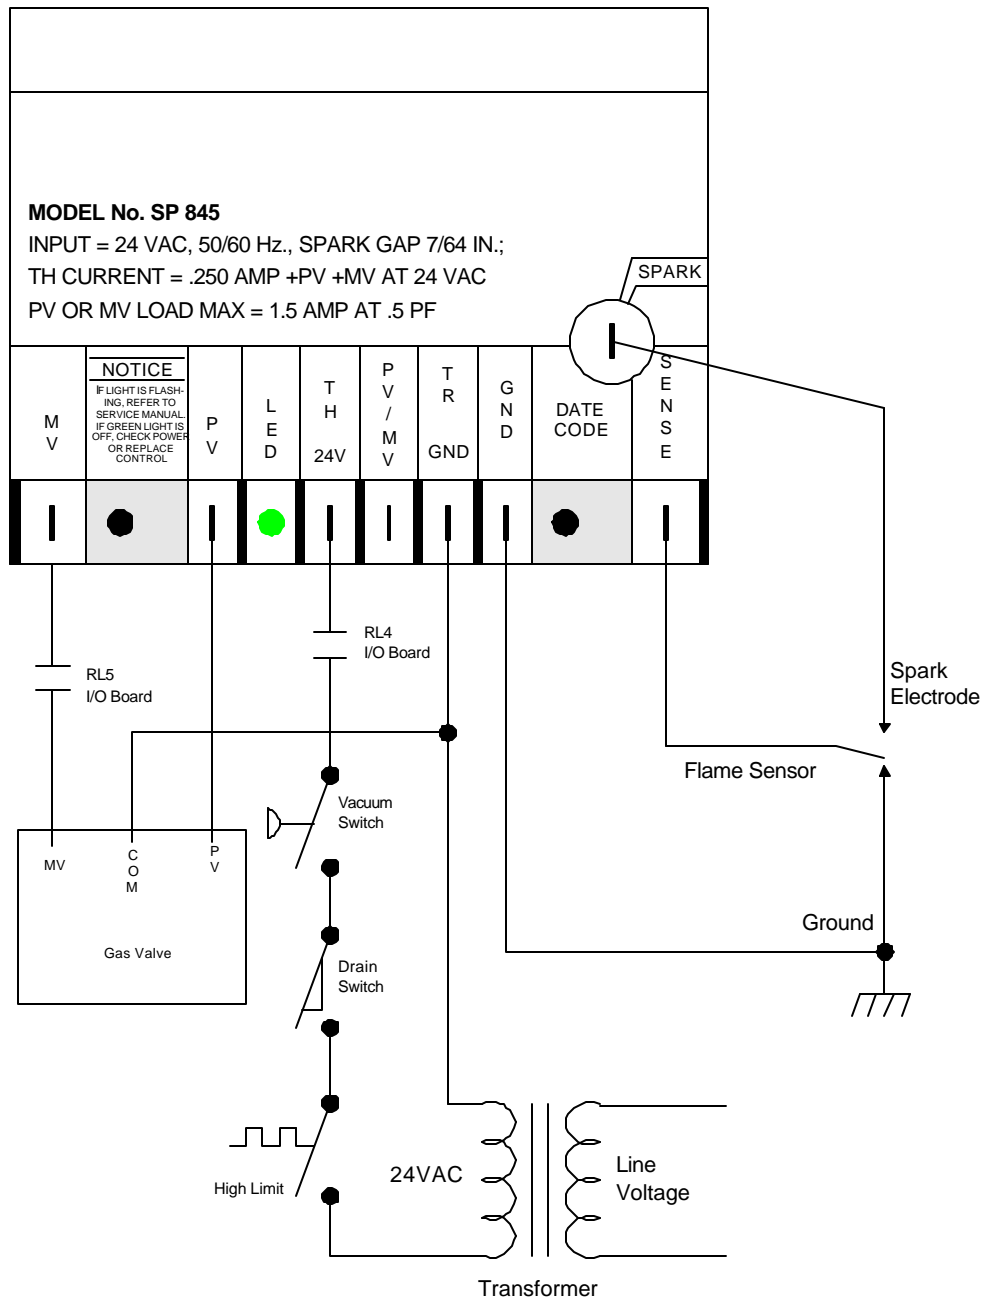 MODEL No. SP 845
INPUT = 24 VAC, 50/60 Hz., SPARK GAP 7/64 IN.;
TH CURRENT = .250 AMP +PV +MV AT 24 VAC
PV OR MV LOAD MAX = 1.5 AMP AT .5 PF
SPARK
MV
NOTICE
IF LIGHT IS FLASH-
ING, REFER TO
SERVICE MANUAL.
IF GREEN LIGHT IS
OFF, CHECK POWER
OR REPLACE
CONTROL
PV
LED
TH
24V
PV/MV
TR
GND
GND
DATE
CODE
SENSE
RL5
I/O Board
RL4
I/O Board
Spark
Electrode
Flame Sensor
Vacuum
Switch
MV
COM
PV
Gas Valve
Ground
Drain
Switch
High Limit
24VAC
Line
Voltage
Transformer